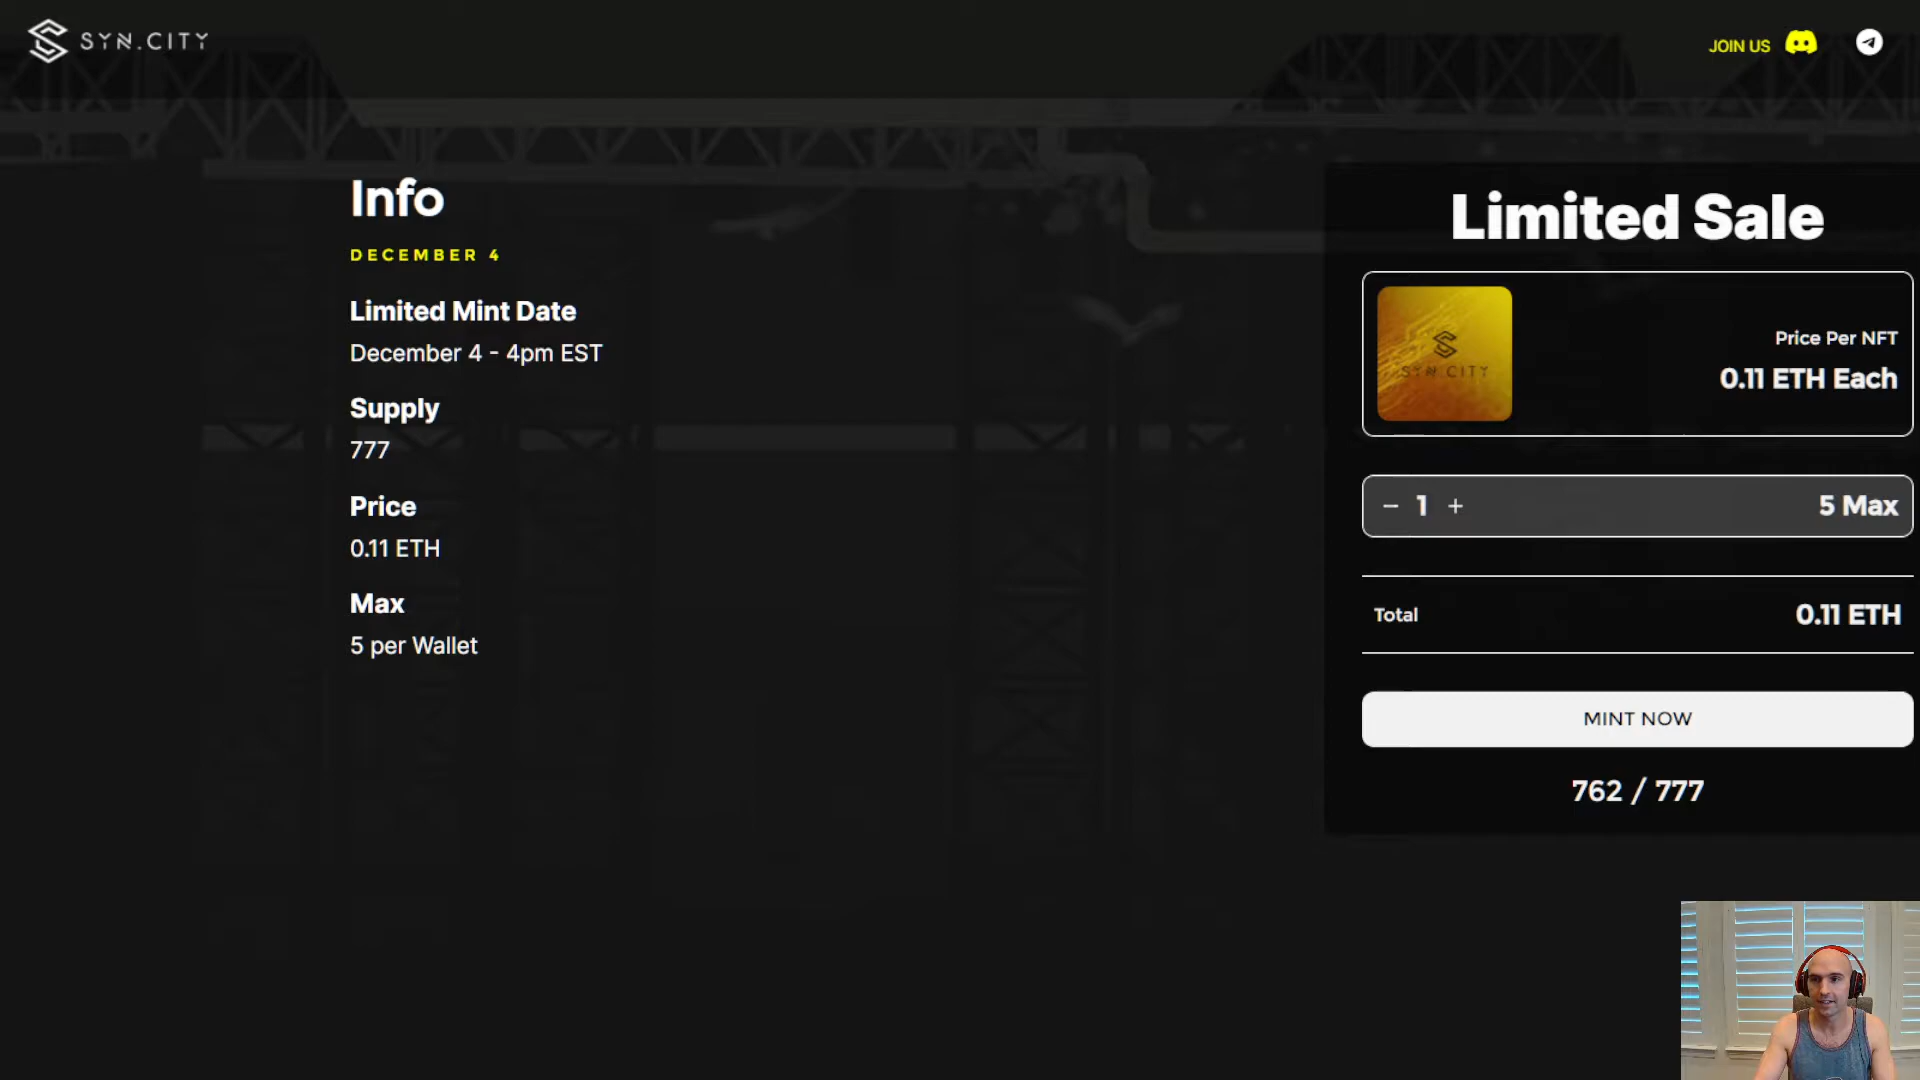 SYN.CITY
JOIN US
Info
DECEMBER 4
Limited Mint Date
December 4 - 4pm EST
Supply
777
Price
0.11 ETH
Max
5 per Wallet
Limited Sale
SYN.CITY
Price Per NFT
0.11 ETH Each
− 1 +
5 Max
Total
0.11 ETH
MINT NOW
762 / 777